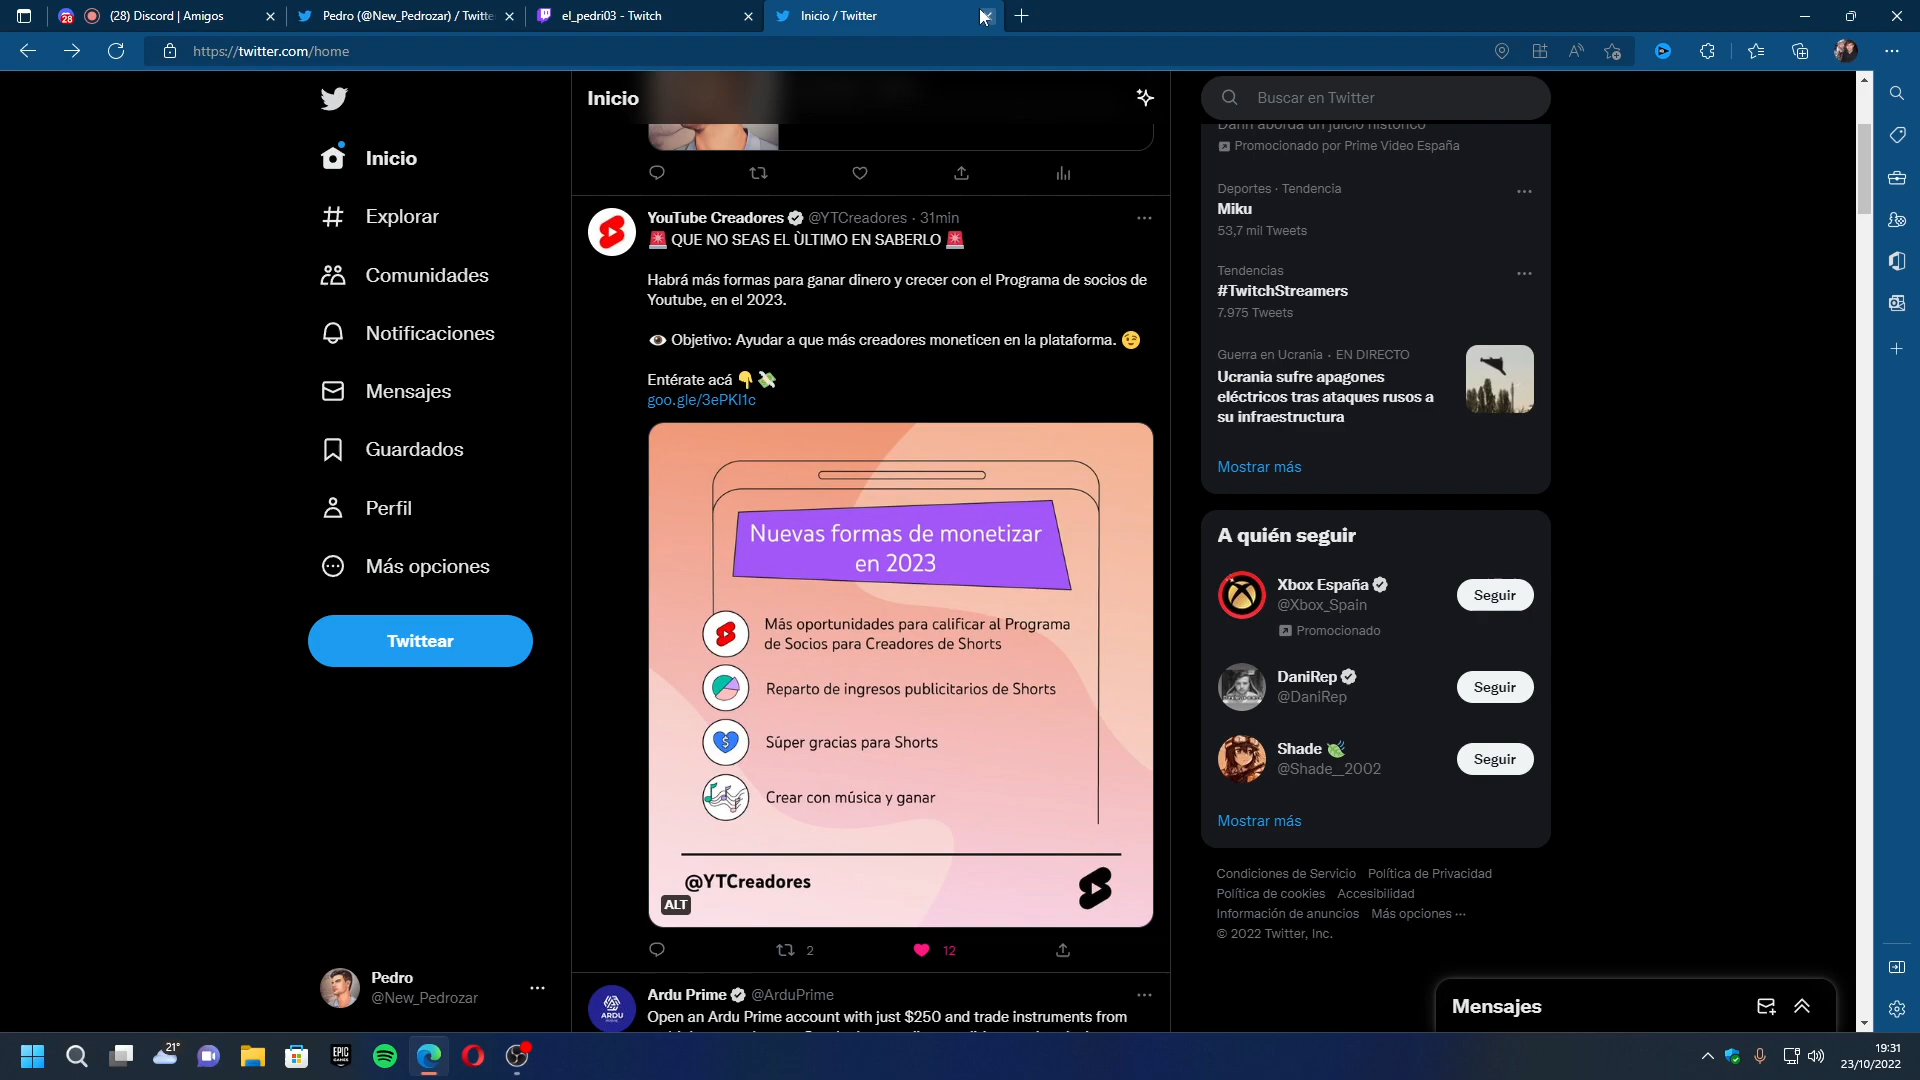 28
(28) Discord | Amigos
Pedro (@New_Pedrozar) / Twitte
el_pedri03 - Twitch
Inicio / Twitter
https://twitter.com/home
Inicio
Explorar
Comunidades
Notificaciones
Mensajes
Guardados
Perfil
Más opciones
Twittear
Pedro
@New_Pedrozar
Inicio
YouTube Creadores @YTCreadores · 31min
🚨 QUE NO SEAS EL ÙLTIMO EN SABERLO 🚨
Habrá más formas para ganar dinero y crecer con el Programa de socios de
Youtube, en el 2023.
👁️ Objetivo: Ayudar a que más creadores moneticen en la plataforma. 😉
Entérate acá 👇💸
goo.gle/3ePKl1c
Nuevas formas de monetizar
en 2023
Más oportunidades para calificar al Programa
de Socios para Creadores de Shorts
Reparto de ingresos publicitarios de Shorts
Súper gracias para Shorts
Crear con música y ganar
@YTCreadores
ALT
2
12
ARDU
Ardu Prime @ArduPrime
Open an Ardu Prime account with just $250 and trade instruments from
Buscar en Twitter
Darín aborda un juicio histórico
Promocionado por Prime Video España
Deportes · Tendencia
Miku
53,7 mil Tweets
Tendencias
#TwitchStreamers
7.975 Tweets
Guerra en Ucrania · EN DIRECTO
Ucrania sufre apagones
eléctricos tras ataques rusos a
su infraestructura
Mostrar más
A quién seguir
Xbox España
@Xbox_Spain
Promocionado
Seguir
DaniRep
@DaniRep
Seguir
Shade 🍃
@Shade__2002
Seguir
Mostrar más
Condiciones de Servicio Política de Privacidad
Política de cookies Accesibilidad
Información de anuncios Más opciones ···
© 2022 Twitter, Inc.
Mensajes
21°
EPIC
GAMES
19:31
23/10/2022